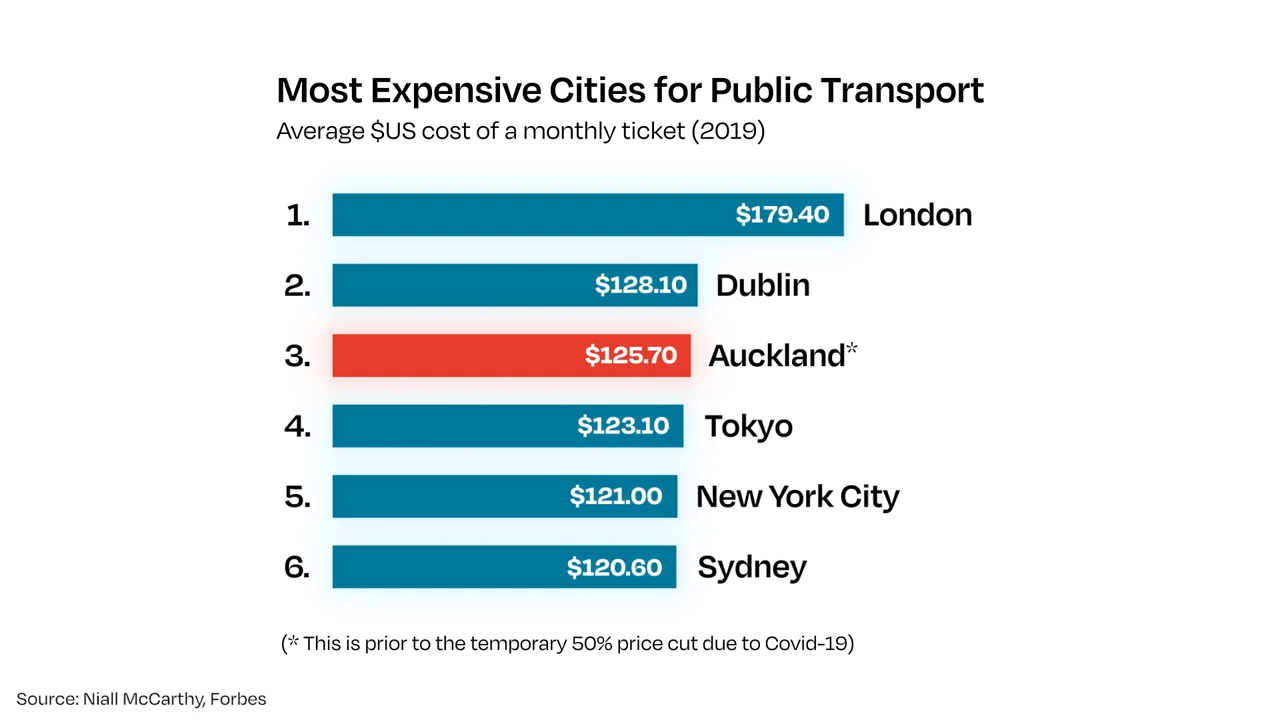 Most Expensive Cities for Public Transport
Average $US cost of a monthly ticket (2019)
1. $179.40 London
2. $128.10 Dublin
3. $125.70 Auckland*
4. $123.10 Tokyo
5. $121.00 New York City
6. $120.60 Sydney
(* This is prior to the temporary 50% price cut due to Covid-19)
Source: Niall McCarthy, Forbes